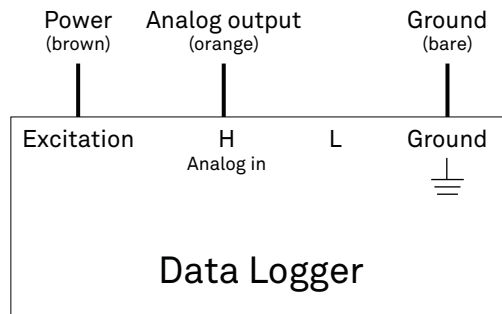 Power Analog output Ground
(brown) (orange) (bare)
Excitation H L Ground
Analog in
Data Logger